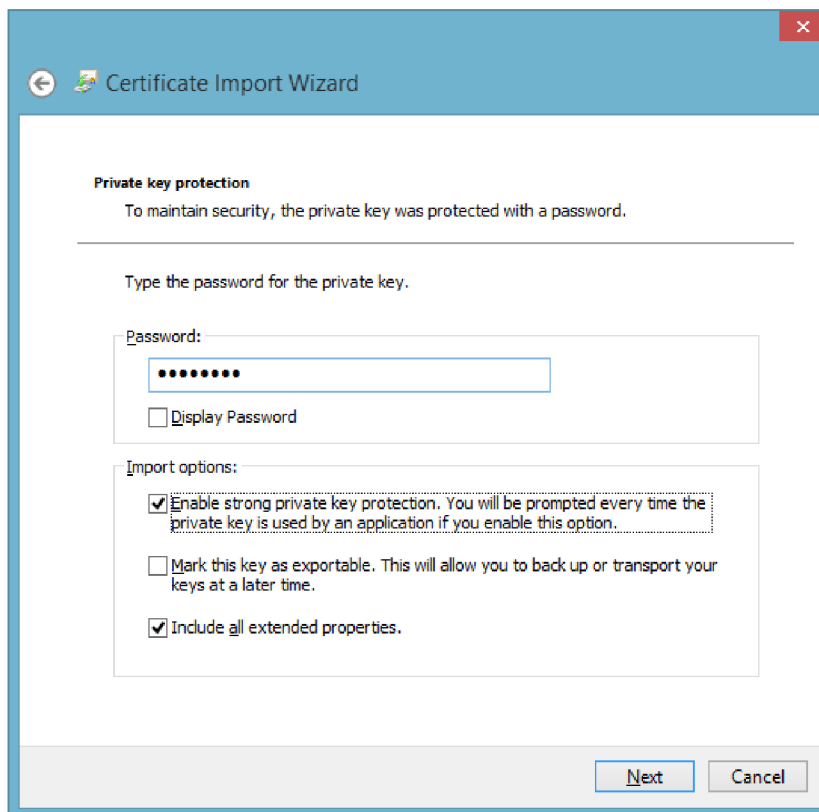 Certificate Import Wizard
Private key protection
To maintain security, the private key was protected with a password.
Type the password for the private key.
Password:
••••••••
Display Password
Import options:
Enable strong private key protection. You will be prompted every time the
private key is used by an application if you enable this option.
Mark this key as exportable. This will allow you to back up or transport your
keys at a later time.
Include all extended properties.
Next Cancel